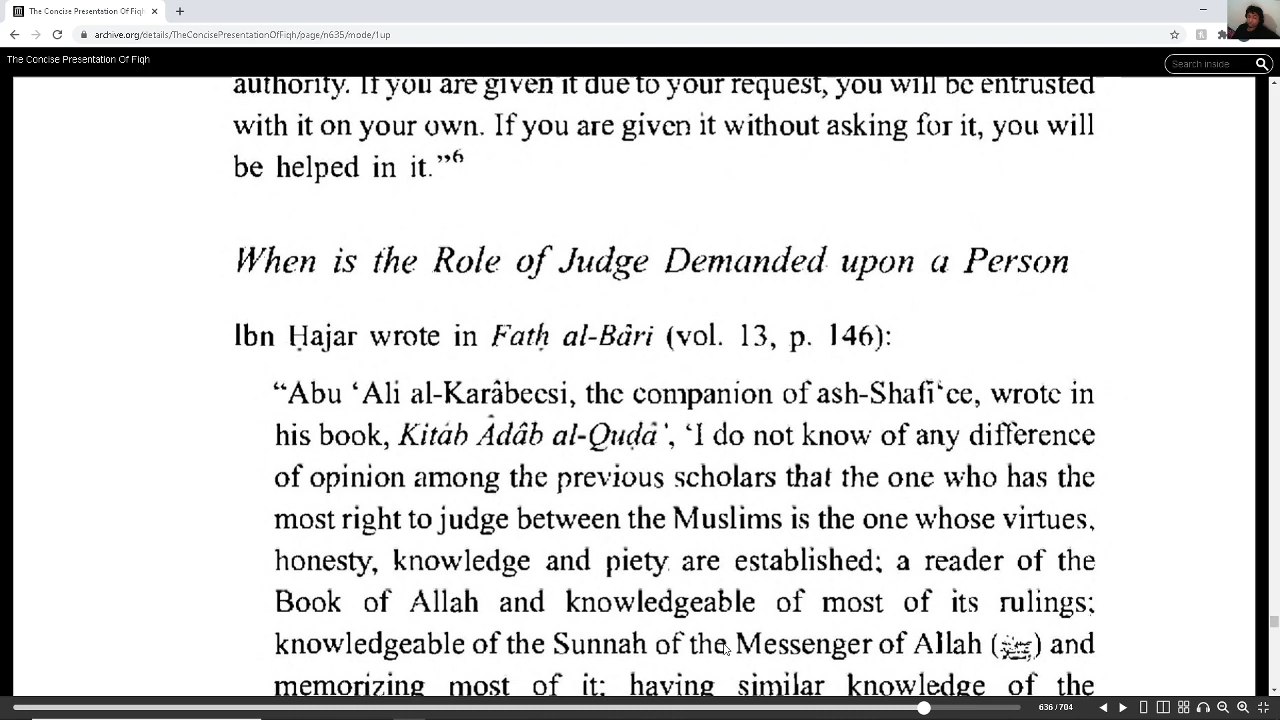 The Concise Presentation Of Fiqh
archive.org/details/TheConcisePresentationOfFiqh/page/n635/mode/1up
The Concise Presentation Of Fiqh
Search inside
authority. If you are given it due to your request, you will be entrusted
with it on your own. If you are given it without asking for it, you will
be helped in it.”⁶
When is the Role of Judge Demanded upon a Person
Ibn Ḥajar wrote in Fatḥ al-Bâri (vol. 13, p. 146):
“Abu ‘Ali al-Karâbeesi, the companion of ash-Shafi‘ee, wrote in
his book, Kitâb Âdâb al-Quḍâ’, ‘I do not know of any difference
of opinion among the previous scholars that the one who has the
most right to judge between the Muslims is the one whose virtues,
honesty, knowledge and piety are established; a reader of the
Book of Allah and knowledgeable of most of its rulings;
knowledgeable of the Sunnah of the Messenger of Allah (ﷺ) and
memorizing most of it; having similar knowledge of the
636 / 704